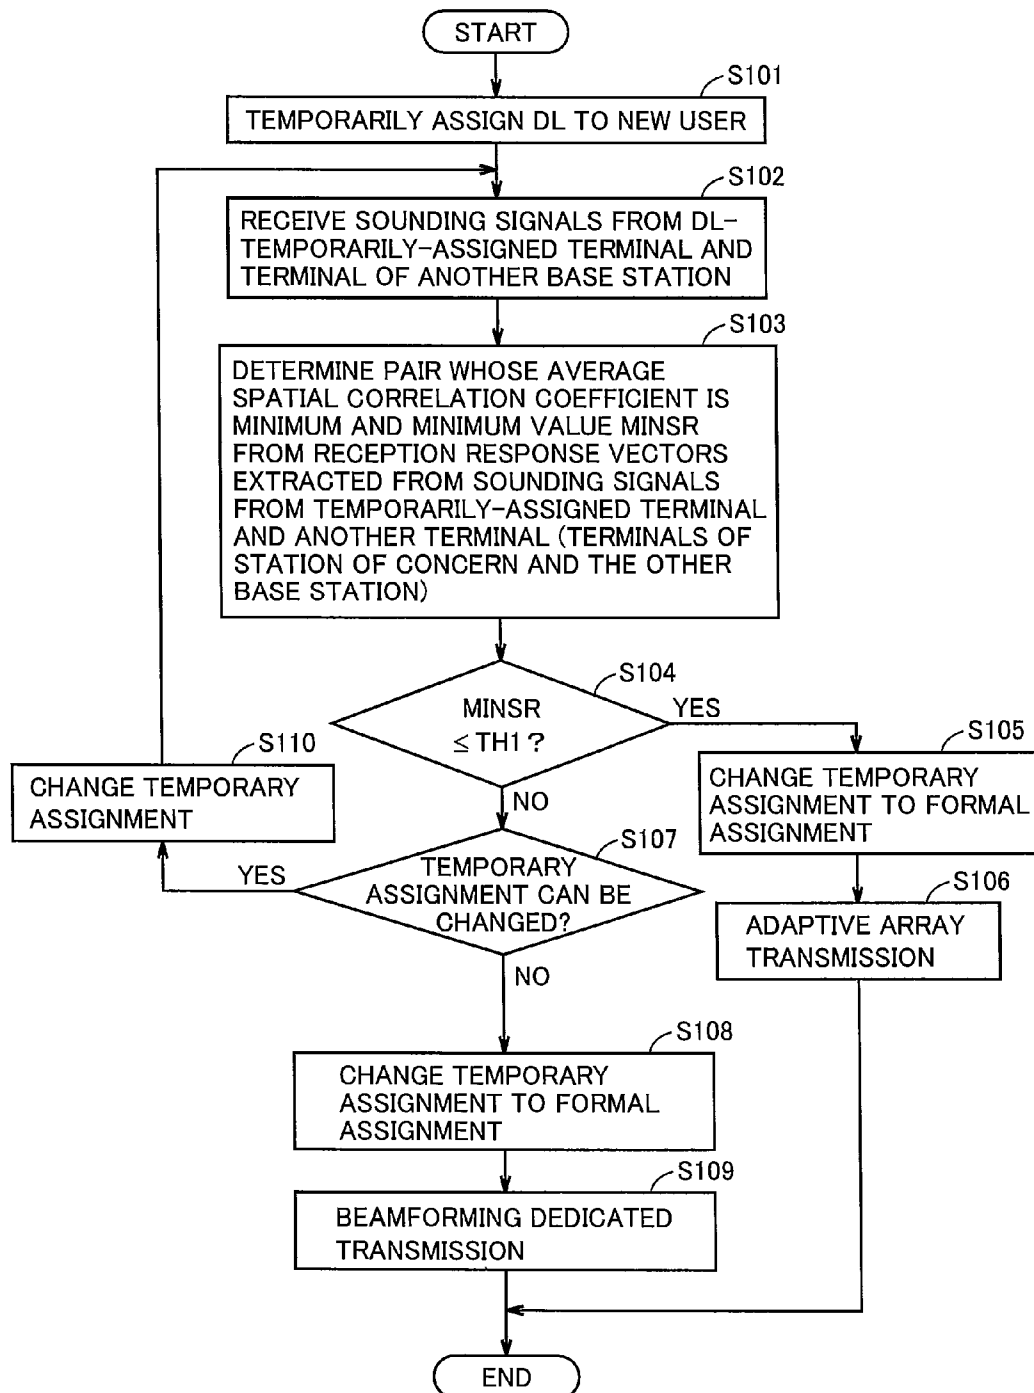 START
S101
TEMPORARILY ASSIGN DL TO NEW USER
S102
RECEIVE SOUNDING SIGNALS FROM DL-
TEMPORARILY-ASSIGNED TERMINAL AND
TERMINAL OF ANOTHER BASE STATION
S103
DETERMINE PAIR WHOSE AVERAGE
SPATIAL CORRELATION COEFFICIENT IS
MINIMUM AND MINIMUM VALUE MINSR
FROM RECEPTION RESPONSE VECTORS
EXTRACTED FROM SOUNDING SIGNALS
FROM TEMPORARILY-ASSIGNED TERMINAL
AND ANOTHER TERMINAL (TERMINALS OF
STATION OF CONCERN AND THE OTHER
BASE STATION)
S104
MINSR
≤ TH1?
YES
NO
S105
CHANGE TEMPORARY
ASSIGNMENT TO FORMAL
ASSIGNMENT
S106
ADAPTIVE ARRAY
TRANSMISSION
S107
TEMPORARY
ASSIGNMENT CAN BE
CHANGED?
YES
NO
S110
CHANGE TEMPORARY
ASSIGNMENT
S108
CHANGE TEMPORARY
ASSIGNMENT TO FORMAL
ASSIGNMENT
S109
BEAMFORMING DEDICATED
TRANSMISSION
END